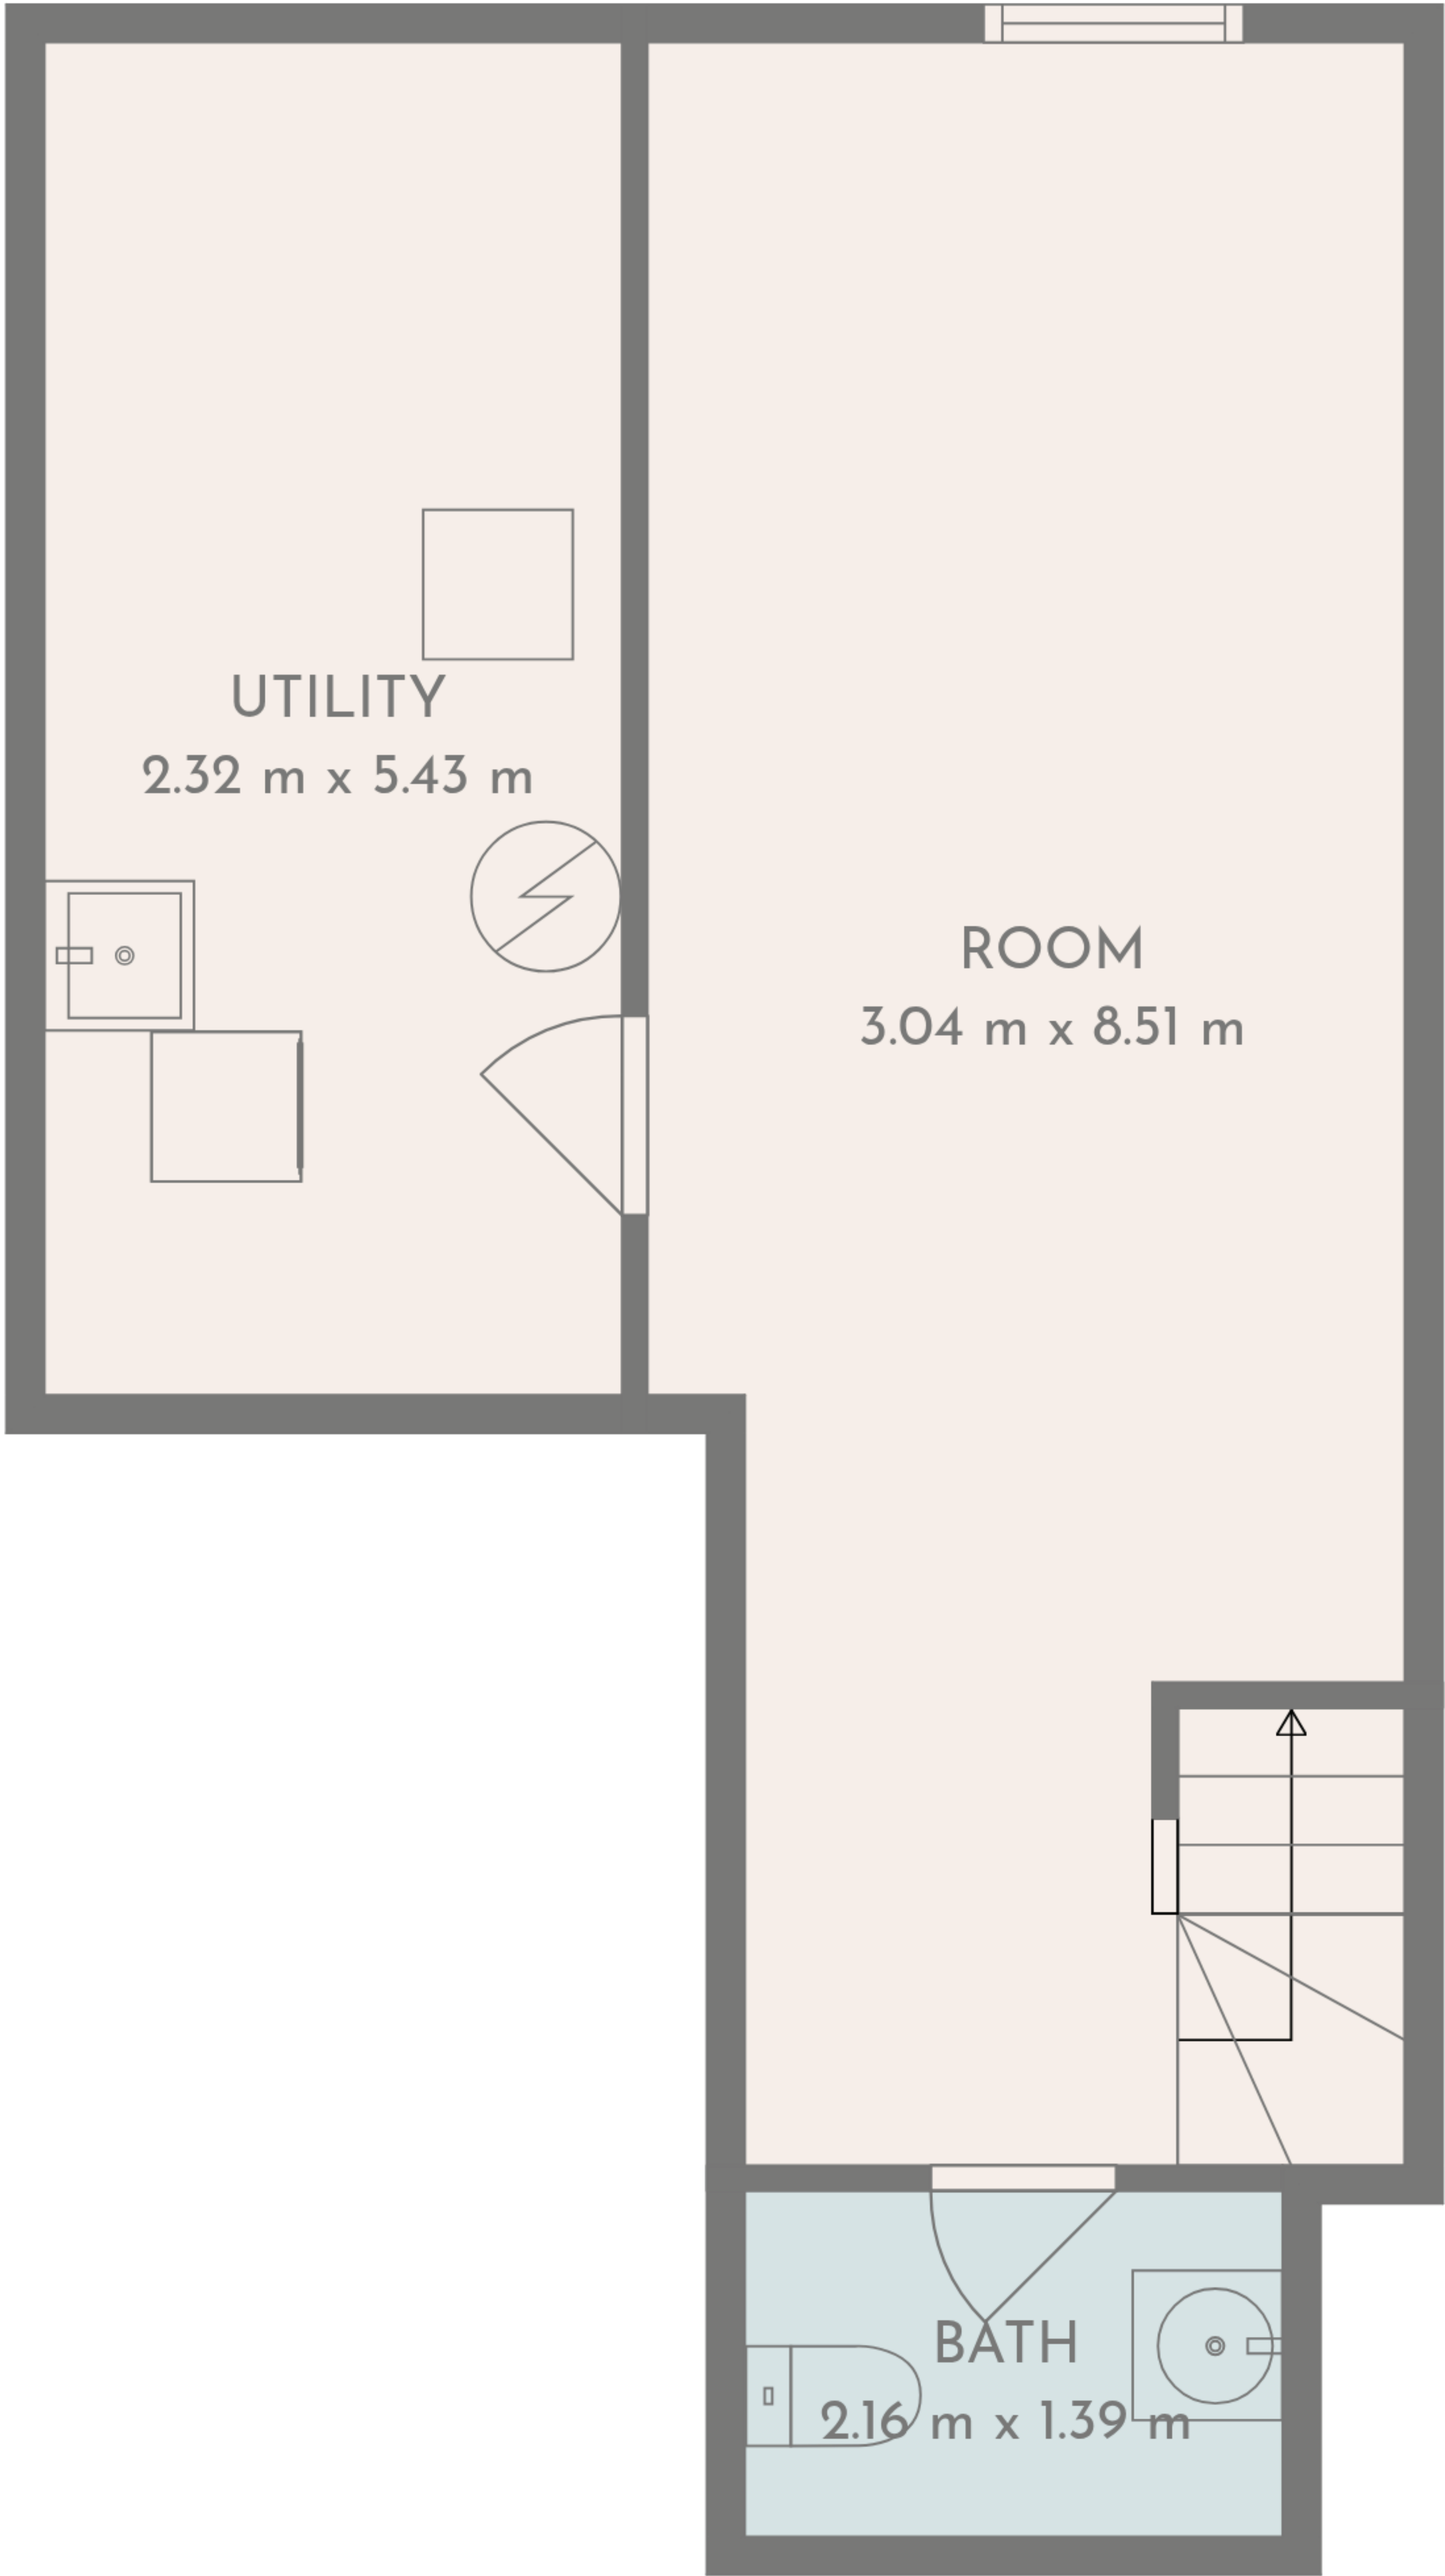 UTILITY
2.32 m x 5.43 m
ROOM
3.04 m x 8.51 m
BATH
2.16 m x 1.39 m